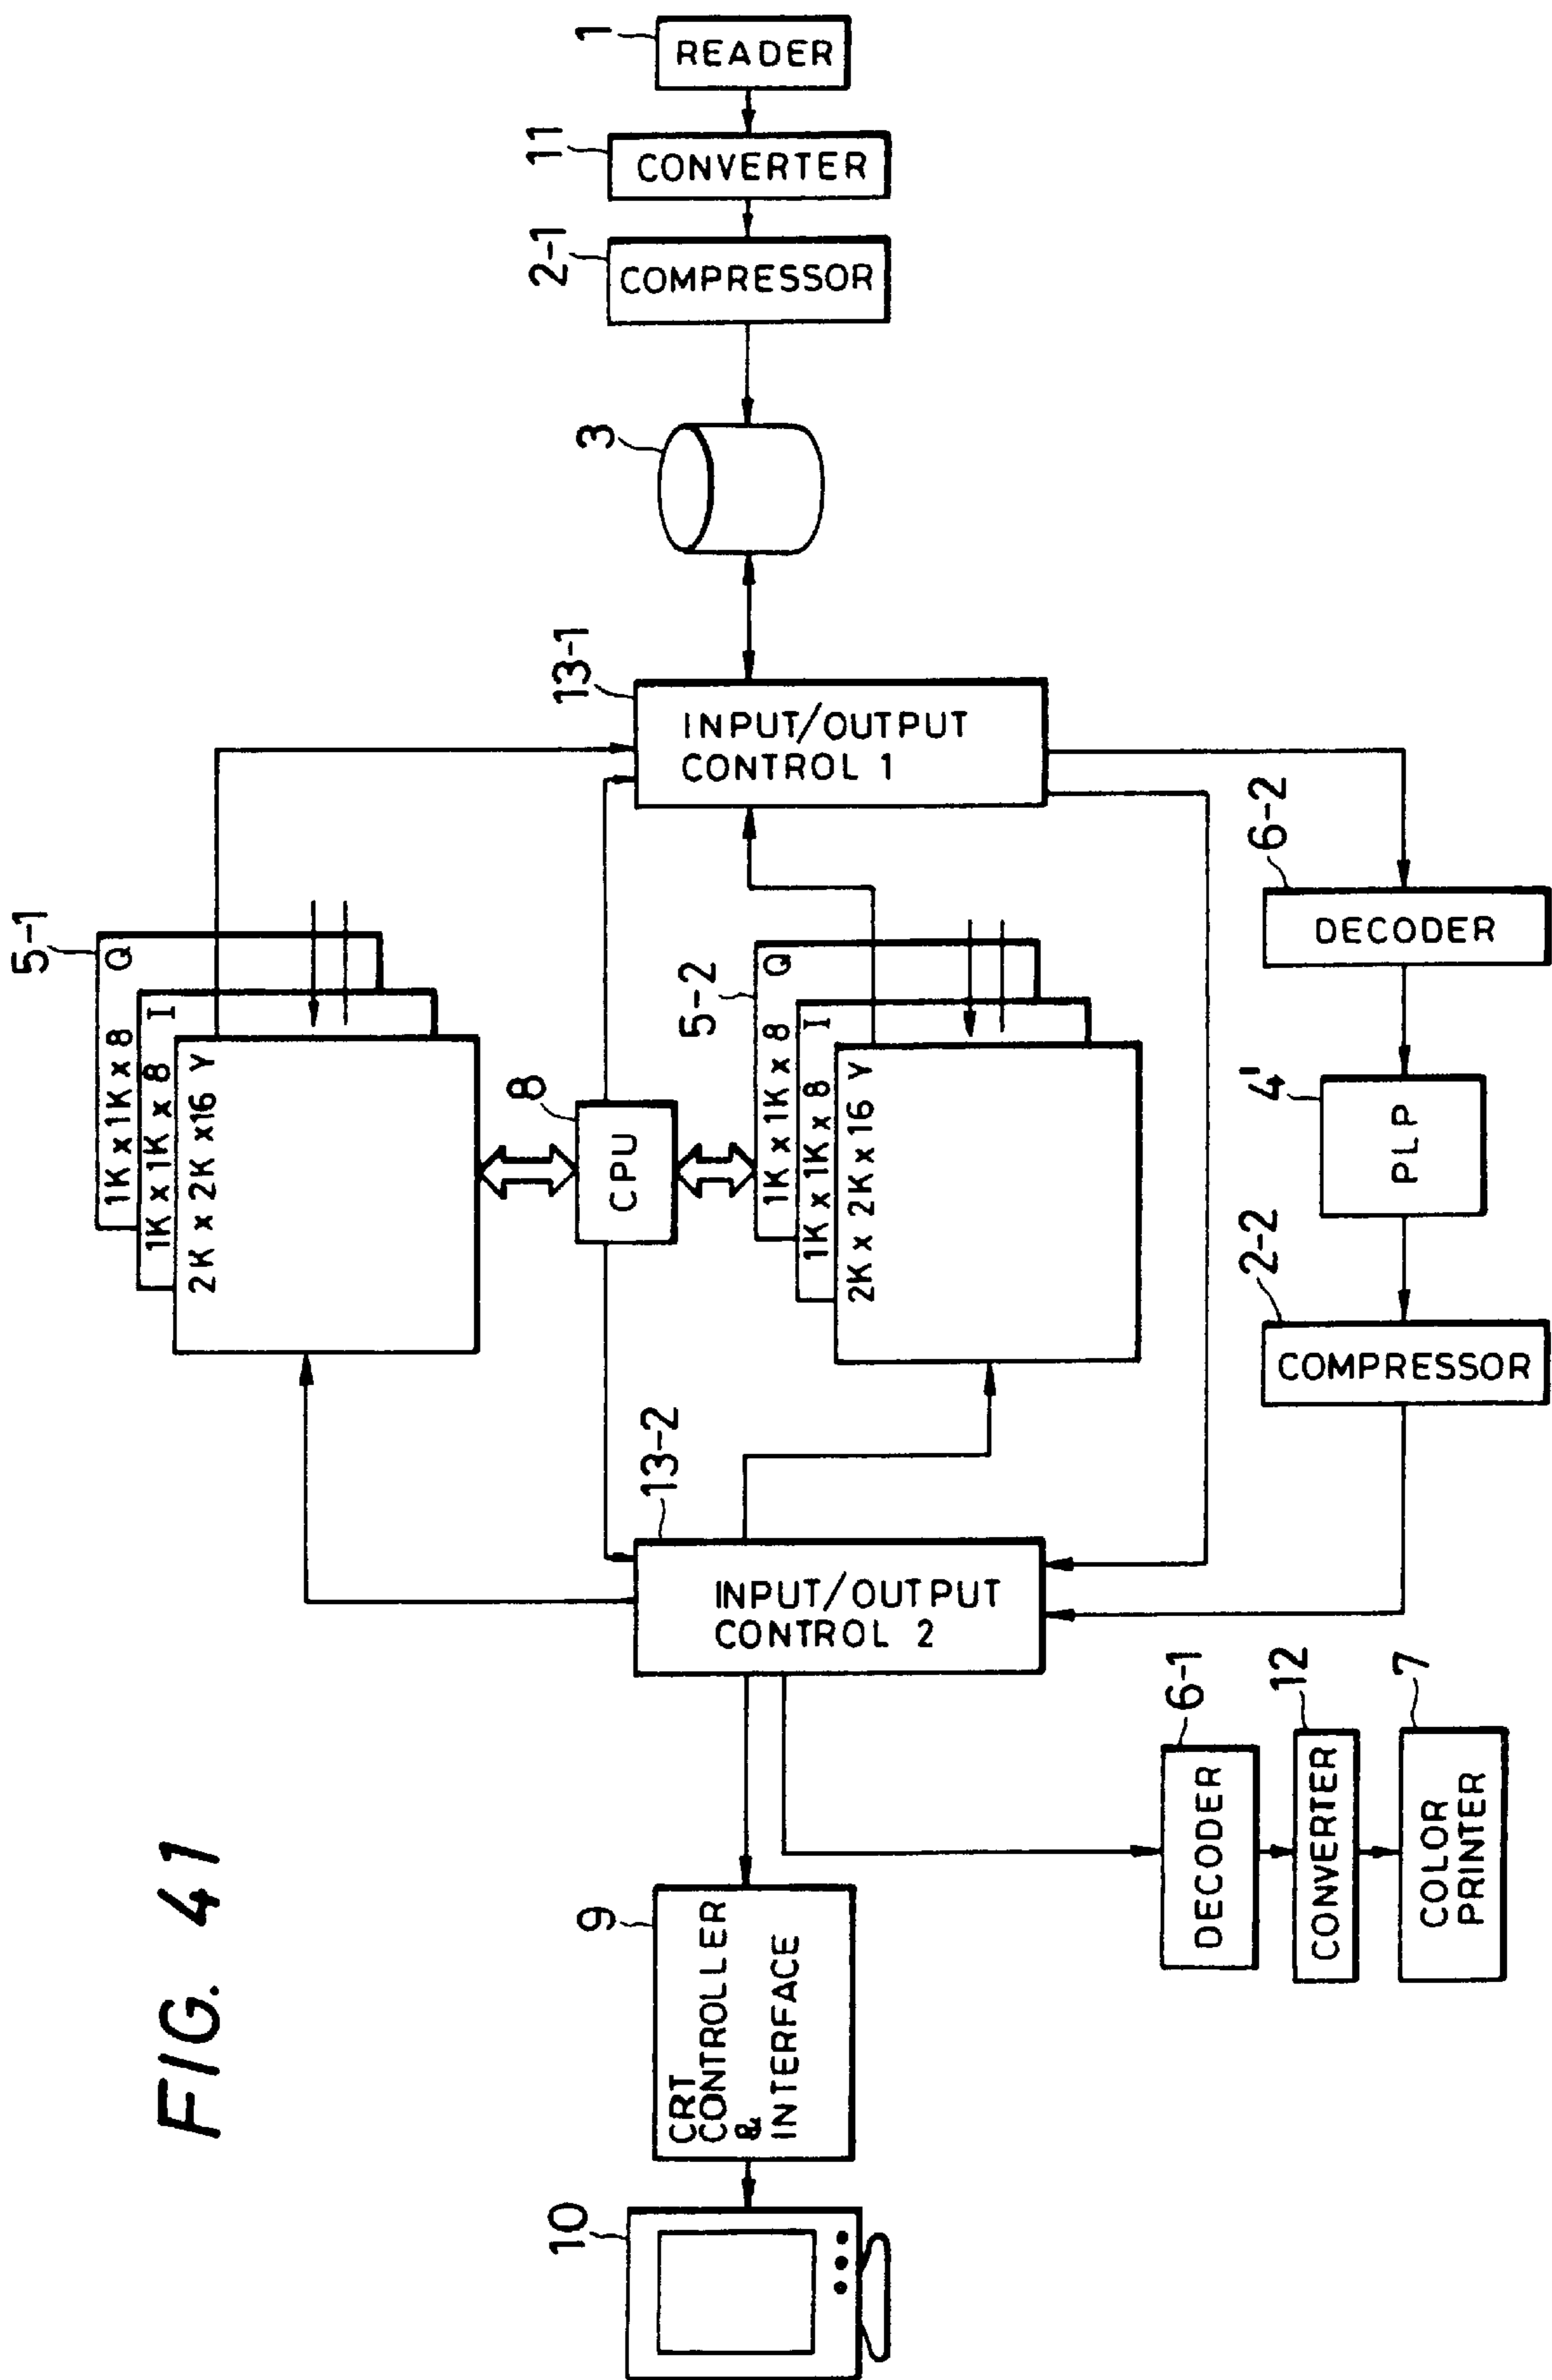 FIG. 41
1
READER
11
CONVERTER
2-1
COMPRESSOR
3
13-1
INPUT/OUTPUT
CONTROL 1
5-1
1K x 1K x 8 Q
1K x 1K x 8 I
2K x 2K x16 Y
8
CPU
5-2
1K x 1K x 8 Q
1K x 1K x 8 I
2K x 2K x 16 Y
6-2
DECODER
4'
PLP
2-2
COMPRESSOR
13-2
INPUT/OUTPUT
CONTROL 2
6-1
DECODER
12
CONVERTER
7
COLOR
PRINTER
9
CRT
CONTROLLER
&
INTERFACE
10